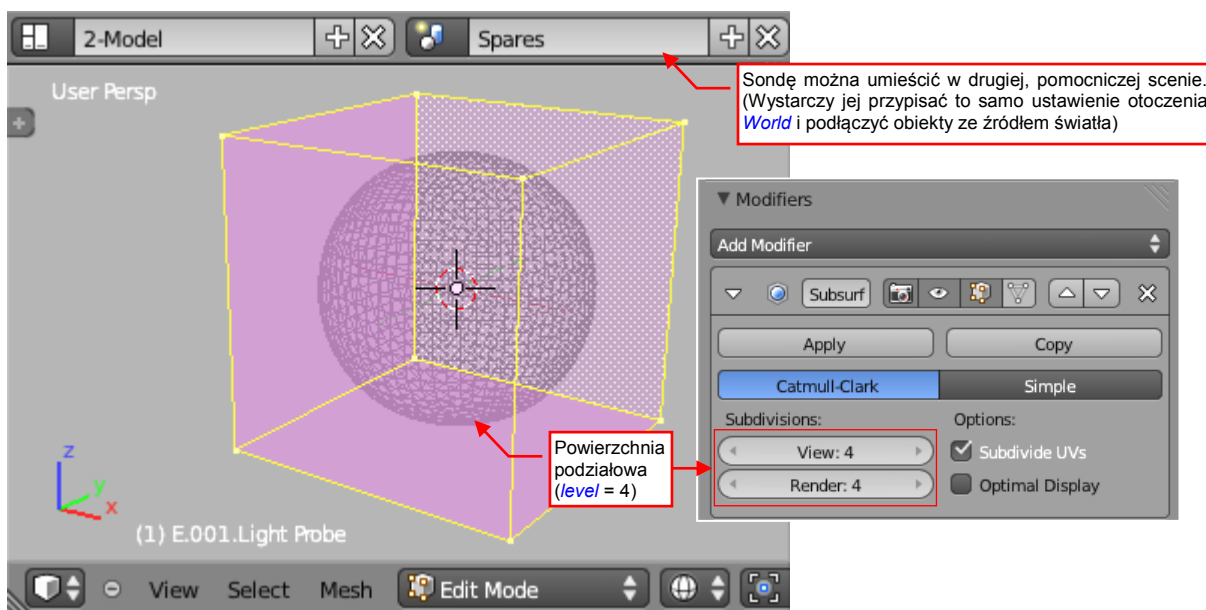 2-Model
Spares
User Persp
Sondę można umieścić w drugiej, pomocniczej scenie.
(Wystarczy jej przypisać to samo ustawienie otoczenia
World i podłączyć obiekty ze źródłem światła)
Modifiers
Add Modifier
Subsurf
Apply
Copy
Catmull-Clark
Simple
Subdivisions:
Options:
View: 4
Subdivide UVs
Render: 4
Optimal Display
Powierzchnia
podziałowa
(level = 4)
z
y
x
(1) E.001.Light Probe
View
Select
Mesh
Edit Mode